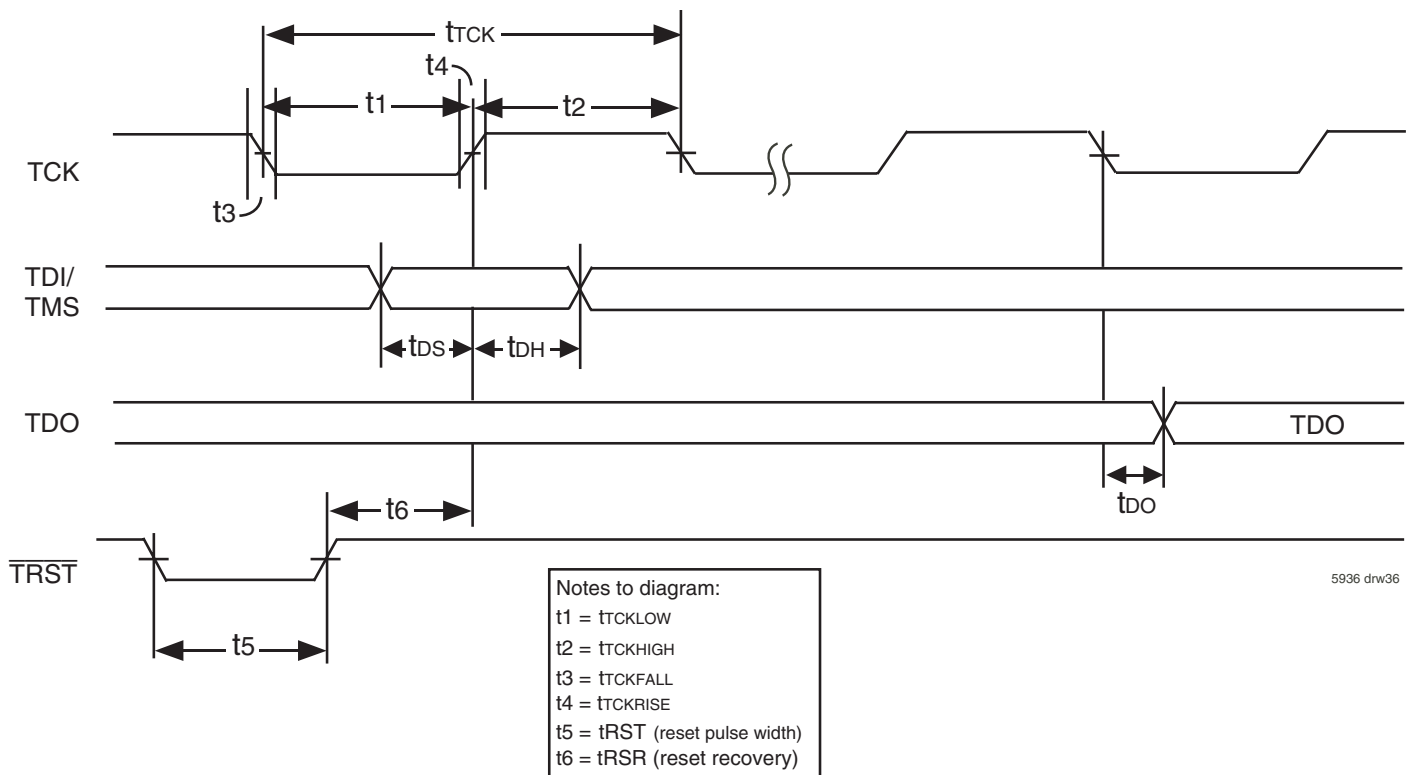 tTCK
t4
t1
t2
TCK
t3
TDI/
TMS
tDS
tDH
TDO
TDO
tDO
t6
TRST
5936 drw36
t5
Notes to diagram:
t1 = tTCKLOW
t2 = tTCKHIGH
t3 = tTCKFALL
t4 = tTCKRISE
t5 = tRST (reset pulse width)
t6 = tRSR (reset recovery)